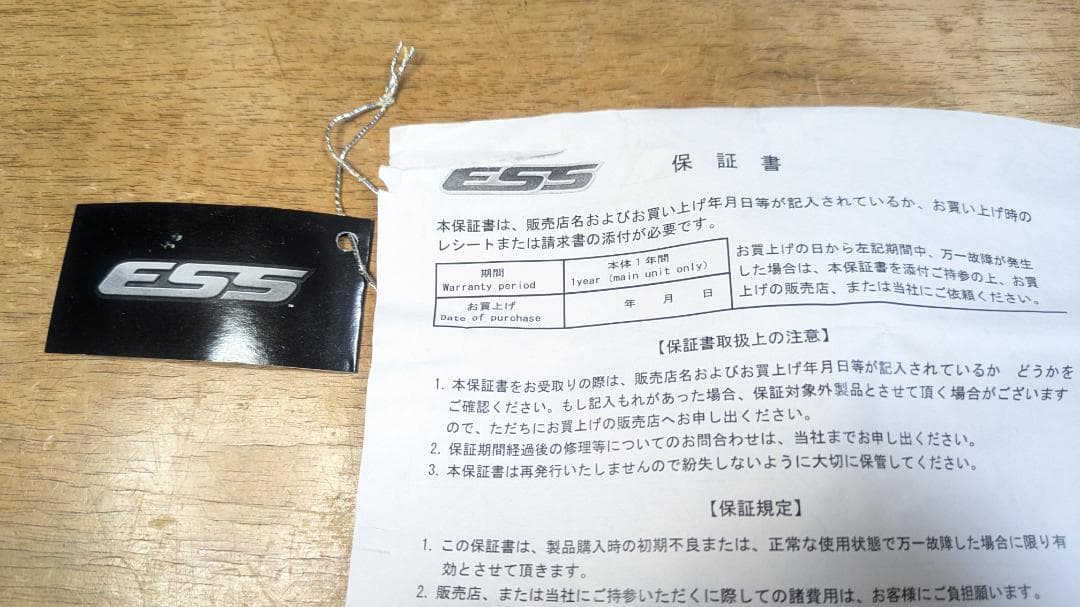 ESS
ESS
保証書
本保証書は、販売店名およびお買い上げ年月日等が記入されているか、お買い上げ時の
レシートまたは請求書の添付が必要です。
期間
Warranty period
本体1年間
1year (main unit only)
お買上げ
Date of purchase
年 月 日
お買上げの日から左記期間中、万一故障が発生
した場合は、本保証書を添付ご持参の上、お買
上げの販売店、または当社にご依頼ください。
【保証書取扱上の注意】
1. 本保証書をお受取りの際は、販売店名およびお買上げ年月日等が記入されているか どうかを
ご確認ください。もし記入もれがあった場合、保証対象外製品とさせて頂く場合がございます
ので、ただちにお買上げの販売店へお申し出ください。
2. 保証期間経過後の修理等についてのお問合わせは、当社までお申し出ください。
3. 本保証書は再発行いたしませんので紛失しないように大切に保管してください。
【保証規定】
1. この保証書は、製品購入時の初期不良または、正常な使用状態で万一故障した場合に限り有
効とさせて頂きます。
2. 販売店、または当社にご持参いただくに際しての諸費用は、お客様にご負担願います。